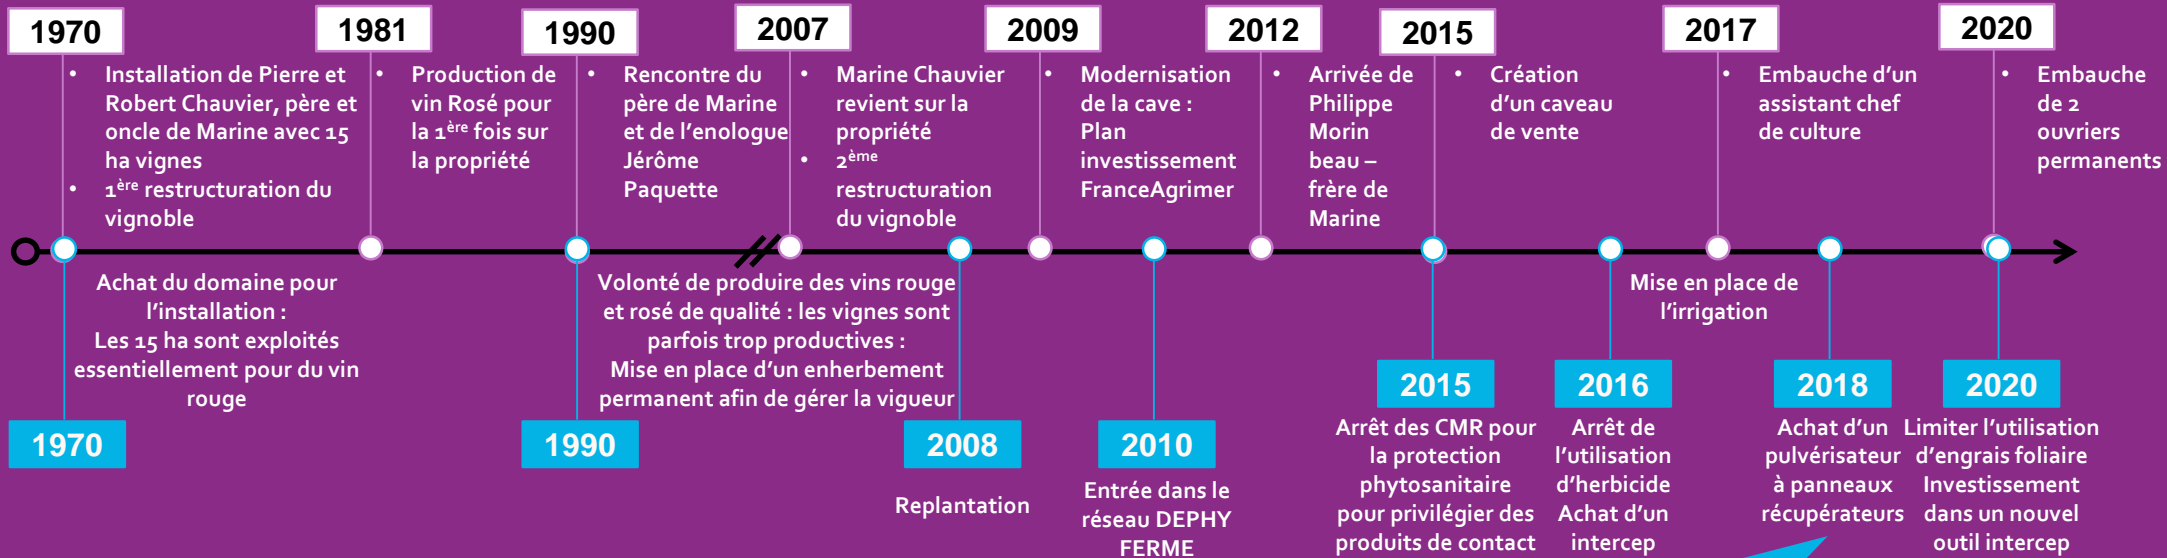 1970
• Installation de Pierre et
Robert Chauvier, père et
oncle de Marine avec 15
ha vignes
• 1ère restructuration du
vignoble
1981
• Production de
vin Rosé pour
la 1ère fois sur
la propriété
1990
• Rencontre du
père de Marine
et de l'enologue
Jérôme
Paquette
2007
• Marine Chauvier
revient sur la
propriété
• 2ème
restructuration
du vignoble
2009
• Modernisation
de la cave :
Plan
investissement
FranceAgrimer
2012
• Arrivée de
Philippe
Morin
beau –
frère de
Marine
2015
• Création
d'un caveau
de vente
2017
• Embauche d'un
assistant chef
de culture
2020
• Embauche
de 2
ouvriers
permanents
Achat du domaine pour
l'installation :
Les 15 ha sont exploités
essentiellement pour du vin
rouge
1970
Volonté de produire des vins rouge
et rosé de qualité : les vignes sont
parfois trop productives :
Mise en place d'un enherbement
permanent afin de gérer la vigueur
1990
2008
Replantation
2010
Entrée dans le
réseau DEPHY
FERME
2015
Arrêt des CMR pour
la protection
phytosanitaire
pour privilégier des
produits de contact
2016
Arrêt de
l'utilisation
d'herbicide
Achat d'un
intercep
Mise en place de
l'irrigation
2018
Achat d'un
pulvérisateur
à panneaux
récupérateurs
2020
Limiter l'utilisation
d'engrais foliaire
Investissement
dans un nouvel
outil intercep